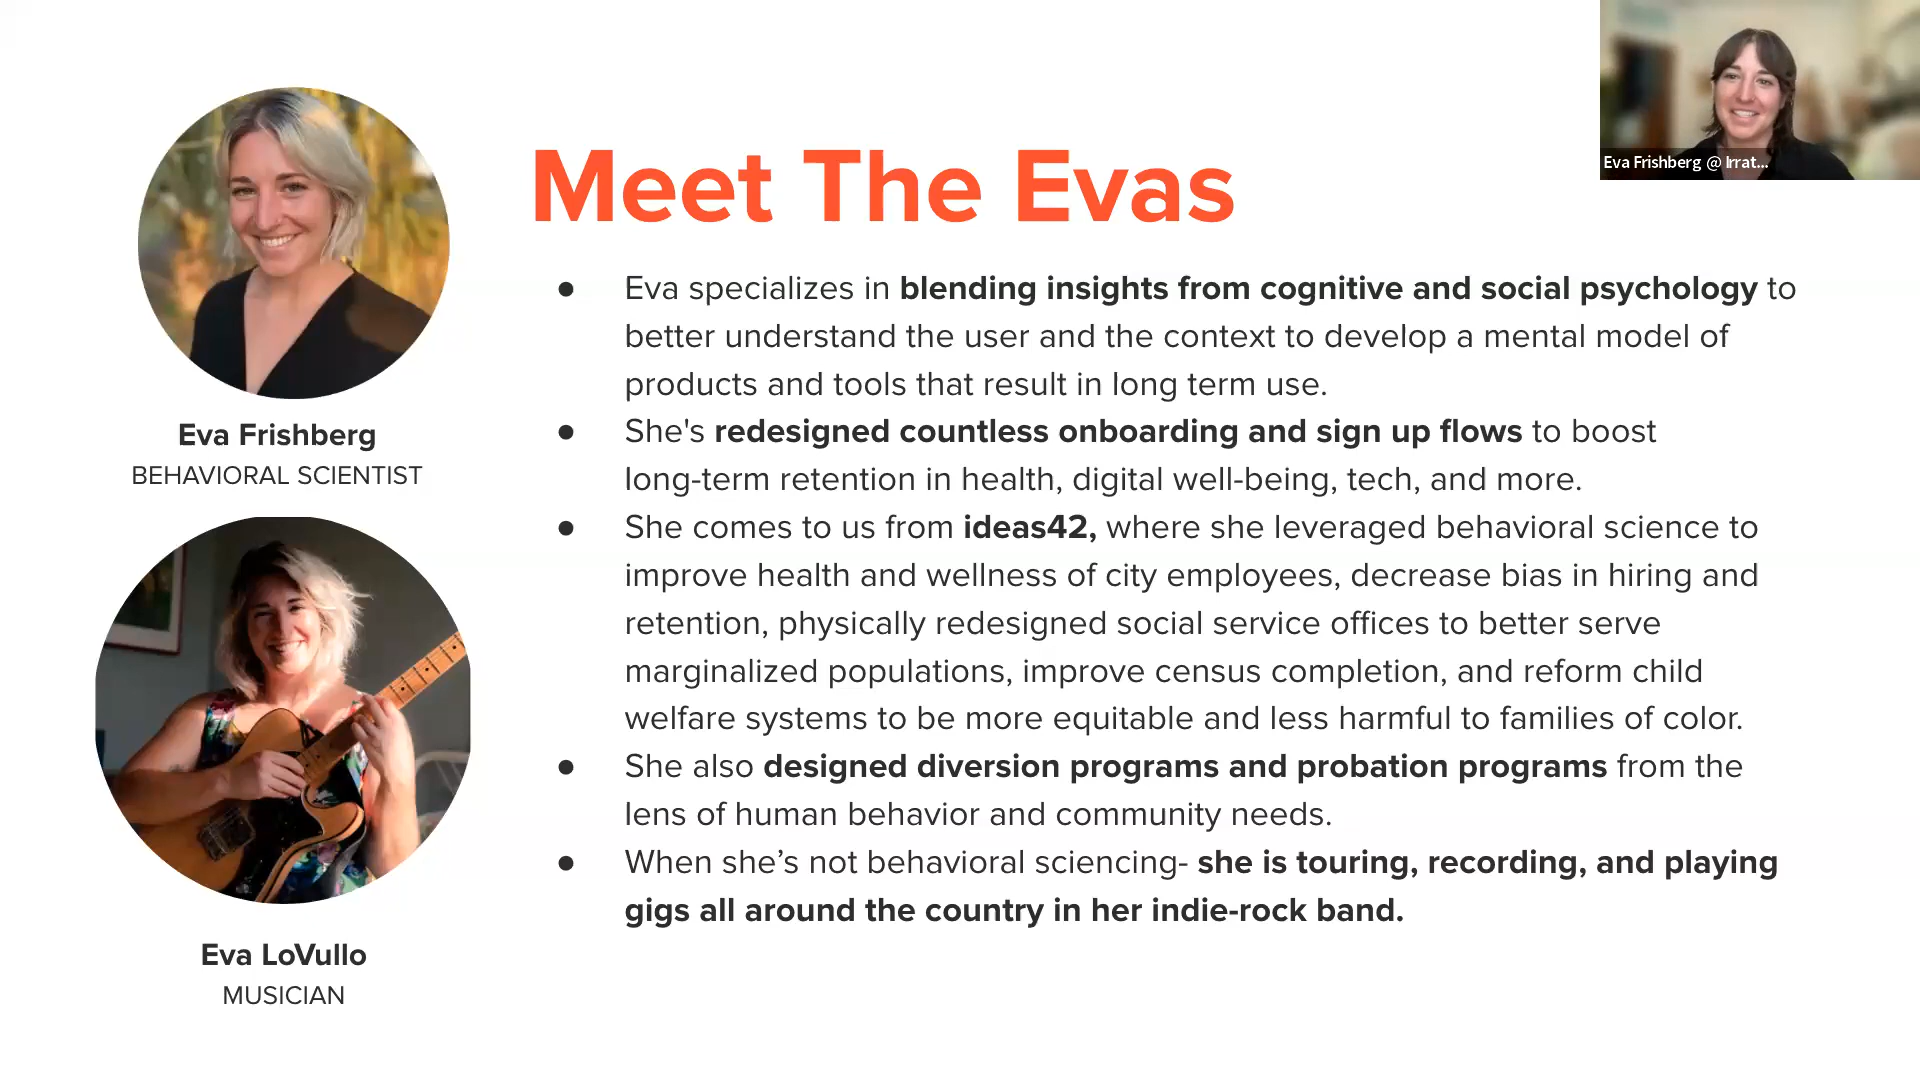 Eva Frishberg @ Irrat...
Meet The Evas
● Eva specializes in blending insights from cognitive and social psychology to
better understand the user and the context to develop a mental model of
products and tools that result in long term use.
● She's redesigned countless onboarding and sign up flows to boost
long-term retention in health, digital well-being, tech, and more.
● She comes to us from ideas42, where she leveraged behavioral science to
improve health and wellness of city employees, decrease bias in hiring and
retention, physically redesigned social service offices to better serve
marginalized populations, improve census completion, and reform child
welfare systems to be more equitable and less harmful to families of color.
● She also designed diversion programs and probation programs from the
lens of human behavior and community needs.
● When she’s not behavioral sciencing- she is touring, recording, and playing
gigs all around the country in her indie-rock band.
Eva Frishberg
BEHAVIORAL SCIENTIST
Eva LoVullo
MUSICIAN